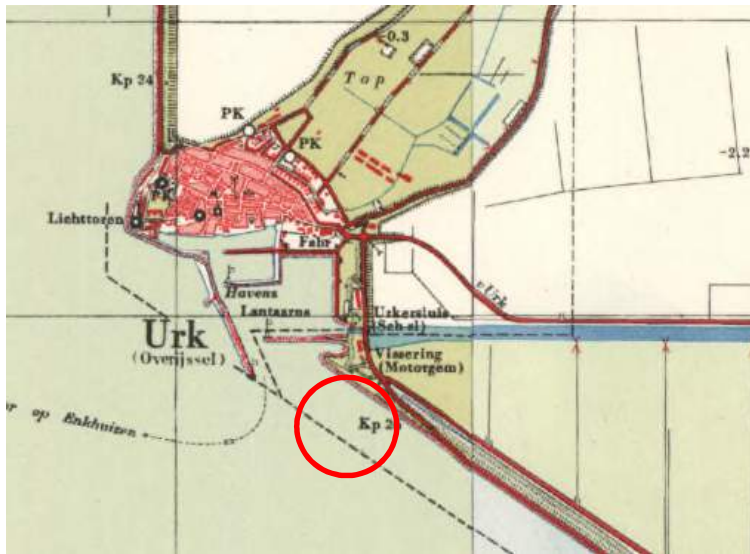 -0.3
Kp 24
Top
PK
PK
-2.2
PK
Lichttoren
Fabr
v Urk
Havens
Lantaarns
Urkersluis
(Sch.sl)
Urk
(Overijssel)
Vissering
(Motorgem)
op Enkhuizen
Kp 2